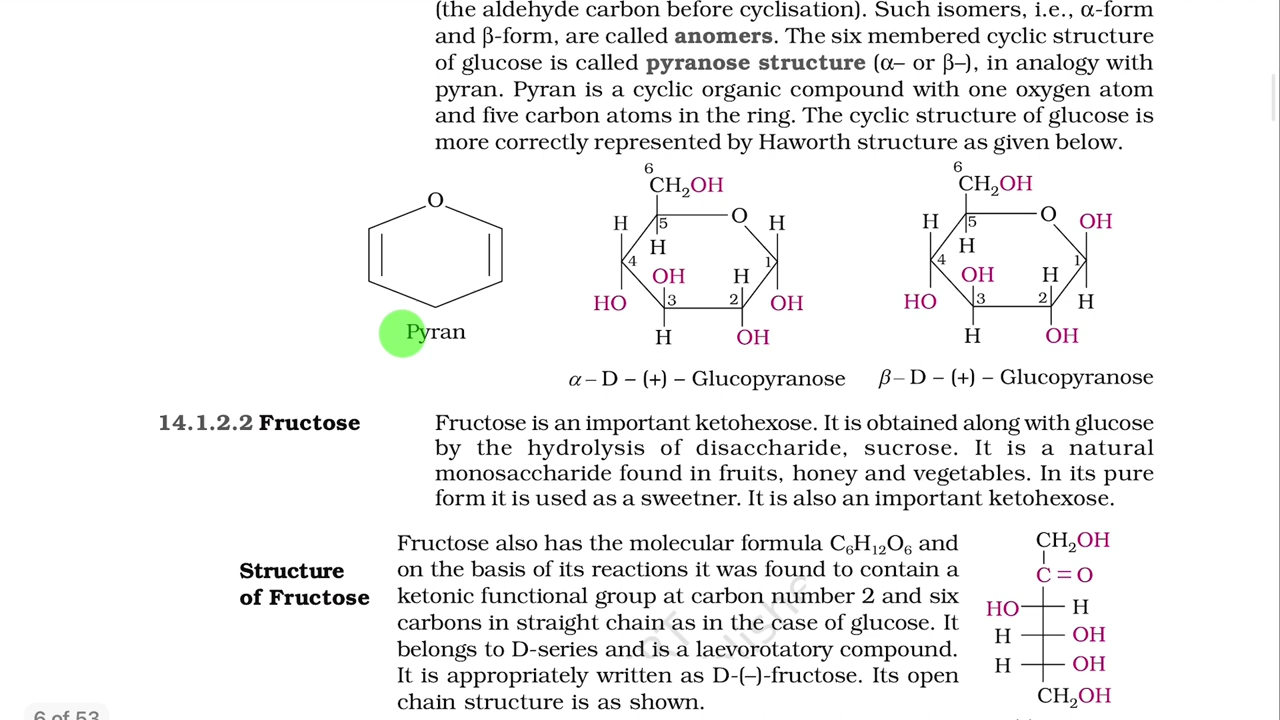 (the aldehyde carbon before cyclisation). Such isomers, i.e., α-form
and β-form, are called anomers. The six membered cyclic structure
of glucose is called pyranose structure (α– or β–), in analogy with
pyran. Pyran is a cyclic organic compound with one oxygen atom
and five carbon atoms in the ring. The cyclic structure of glucose is
more correctly represented by Haworth structure as given below.
O
Pyran
6
CH₂OH
H 5 O H
H
4 OH H 1
HO 3 2 OH
H OH
α – D – (+) – Glucopyranose
6
CH₂OH
H 5 O OH
H
4 OH H 1
HO 3 2 H
H OH
β – D – (+) – Glucopyranose
14.1.2.2 Fructose
Fructose is an important ketohexose. It is obtained along with glucose
by the hydrolysis of disaccharide, sucrose. It is a natural
monosaccharide found in fruits, honey and vegetables. In its pure
form it is used as a sweetner. It is also an important ketohexose.
Structure
of Fructose
Fructose also has the molecular formula C₆H₁₂O₆ and
on the basis of its reactions it was found to contain a
ketonic functional group at carbon number 2 and six
carbons in straight chain as in the case of glucose. It
belongs to D-series and is a laevorotatory compound.
It is appropriately written as D-(–)-fructose. Its open
chain structure is as shown.
CH₂OH
C = O
HO H
H OH
H OH
CH₂OH
6 of 53